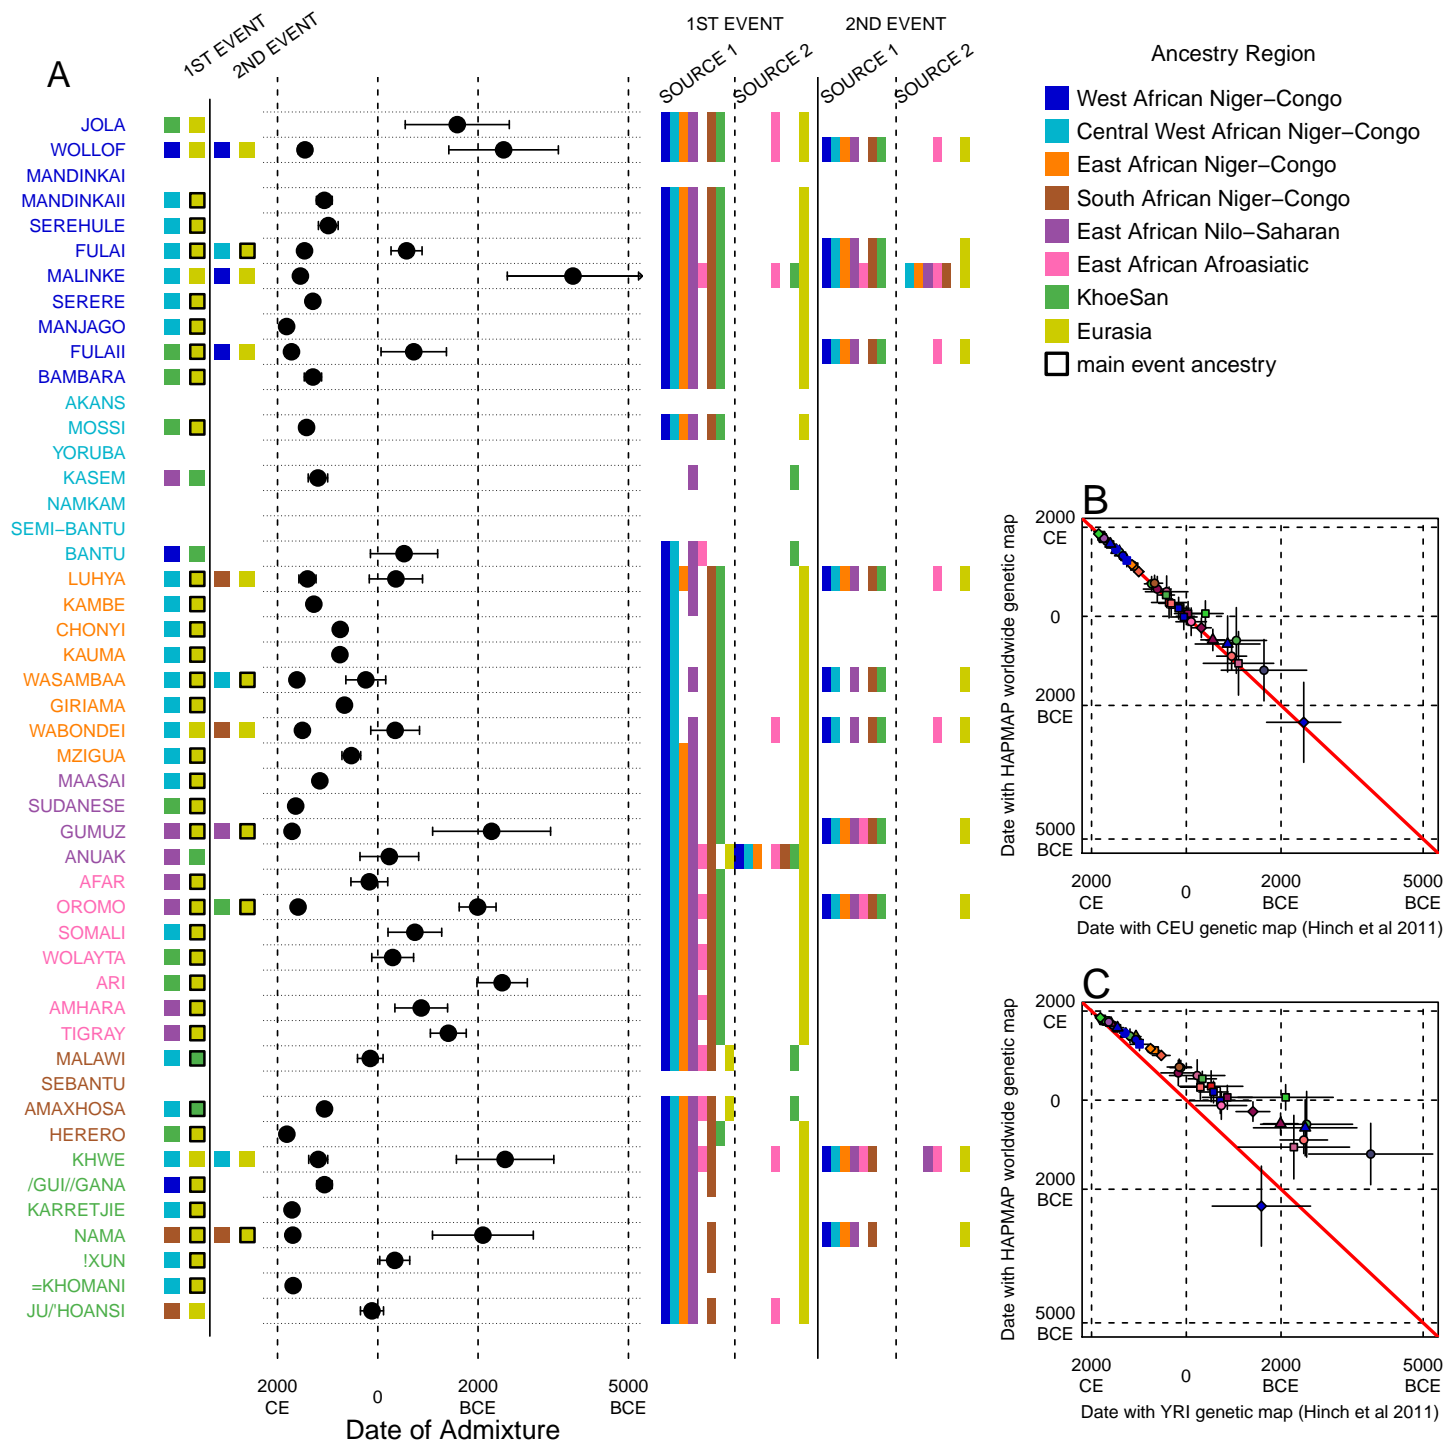 A
1ST EVENT
2ND EVENT
1ST EVENT
2ND EVENT
SOURCE 1
SOURCE 2
SOURCE 1
SOURCE 2
JOLA
WOLLOF
MANDINKAI
MANDINKAII
SEREHULE
FULAI
MALINKE
SERERE
MANJAGO
FULAII
BAMBARA
AKANS
MOSSI
YORUBA
KASEM
NAMKAM
SEMI−BANTU
BANTU
LUHYA
KAMBE
CHONYI
KAUMA
WASAMBAA
GIRIAMA
WABONDEI
MZIGUA
MAASAI
SUDANESE
GUMUZ
ANUAK
AFAR
OROMO
SOMALI
WOLAYTA
ARI
AMHARA
TIGRAY
MALAWI
SEBANTU
AMAXHOSA
HERERO
KHWE
/GUI//GANA
KARRETJIE
NAMA
!XUN
=KHOMANI
JU/'HOANSI
2000
CE
0
2000
BCE
5000
BCE
Date of Admixture
Ancestry Region
West African Niger−Congo
Central West African Niger−Congo
East African Niger−Congo
South African Niger−Congo
East African Nilo−Saharan
East African Afroasiatic
KhoeSan
Eurasia
main event ancestry
B
Date with HAPMAP worldwide genetic map
2000
CE
0
2000
BCE
5000
BCE
2000
CE
0
2000
BCE
5000
BCE
Date with CEU genetic map (Hinch et al 2011)
C
Date with HAPMAP worldwide genetic map
2000
CE
0
2000
BCE
5000
BCE
2000
CE
0
2000
BCE
5000
BCE
Date with YRI genetic map (Hinch et al 2011)